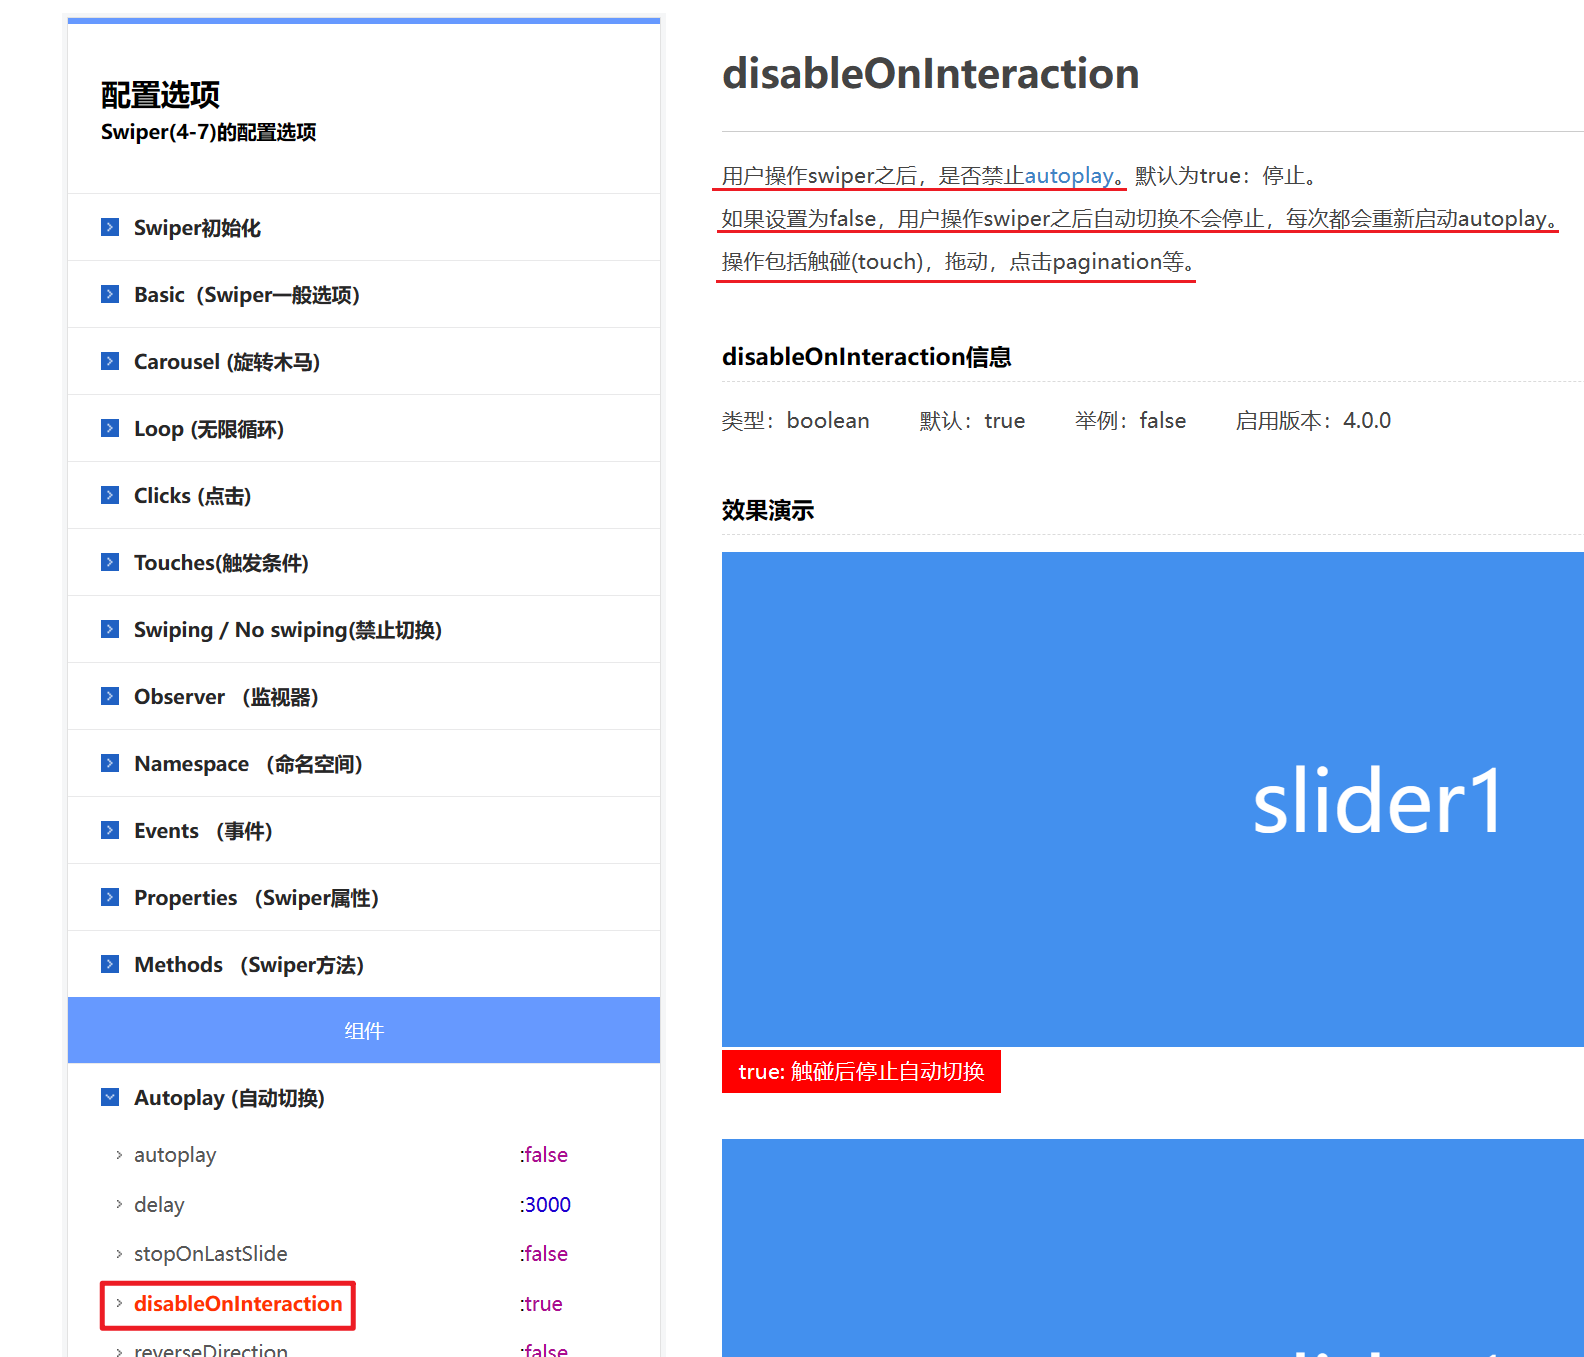 配置选项
Swiper(4-7)的配置选项
Swiper初始化
Basic（Swiper一般选项）
Carousel (旋转木马)
Loop (无限循环)
Clicks (点击)
Touches(触发条件)
Swiping / No swiping(禁止切换)
Observer （监视器）
Namespace （命名空间）
Events （事件）
Properties （Swiper属性）
Methods （Swiper方法）
组件
Autoplay (自动切换)
autoplay :false
delay :3000
stopOnLastSlide :false
disableOnInteraction :true
reverseDirection :false
disableOnInteraction
用户操作swiper之后，是否禁止autoplay。默认为true：停止。
如果设置为false，用户操作swiper之后自动切换不会停止，每次都会重新启动autoplay。
操作包括触碰(touch)，拖动，点击pagination等。
disableOnInteraction信息
类型：boolean 默认：true 举例：false 启用版本：4.0.0
效果演示
slider1
true: 触碰后停止自动切换